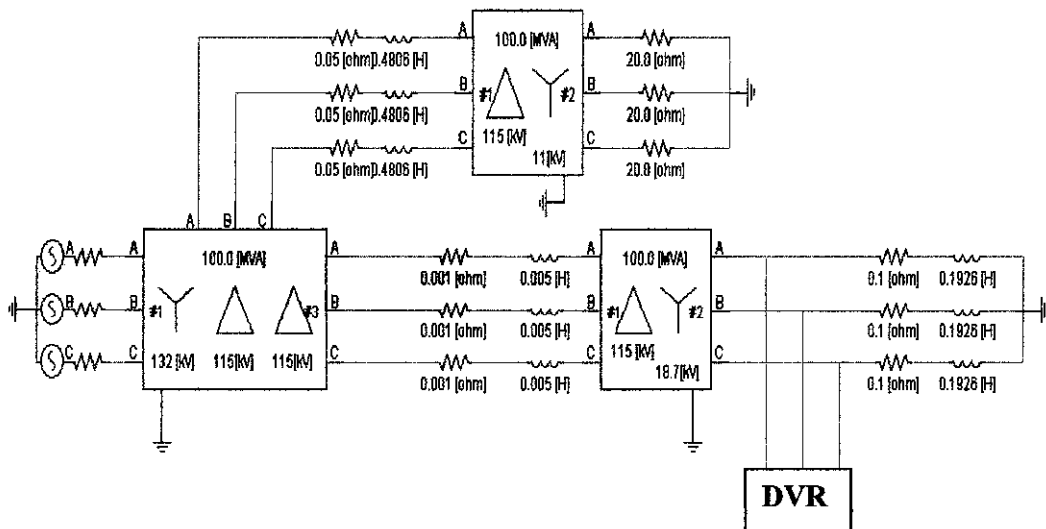 A 100.0 [MVA] A
0.05 [ohm] 0.4806 [H] 20.0 [ohm]
B #1 #2 B
0.05 [ohm] 0.4806 [H] 20.0 [ohm]
C 115 [kV] C
0.05 [ohm] 0.4806 [H] 11[kV] 20.0 [ohm]
A B C
S A A 100.0 [MVA] A A 100.0 [MVA] A
0.001 [ohm] 0.005 [H] 0.1 [ohm] 0.1926 [H]
S B B #1 #3 B B #1 #2 B
0.001 [ohm] 0.005 [H] 0.1 [ohm] 0.1926 [H]
S C C 132 [kV] 115[kV] 115[kV] C C 115 [kV] C
0.001 [ohm] 0.005 [H] 18.7[kV] 0.1 [ohm] 0.1926 [H]
DVR